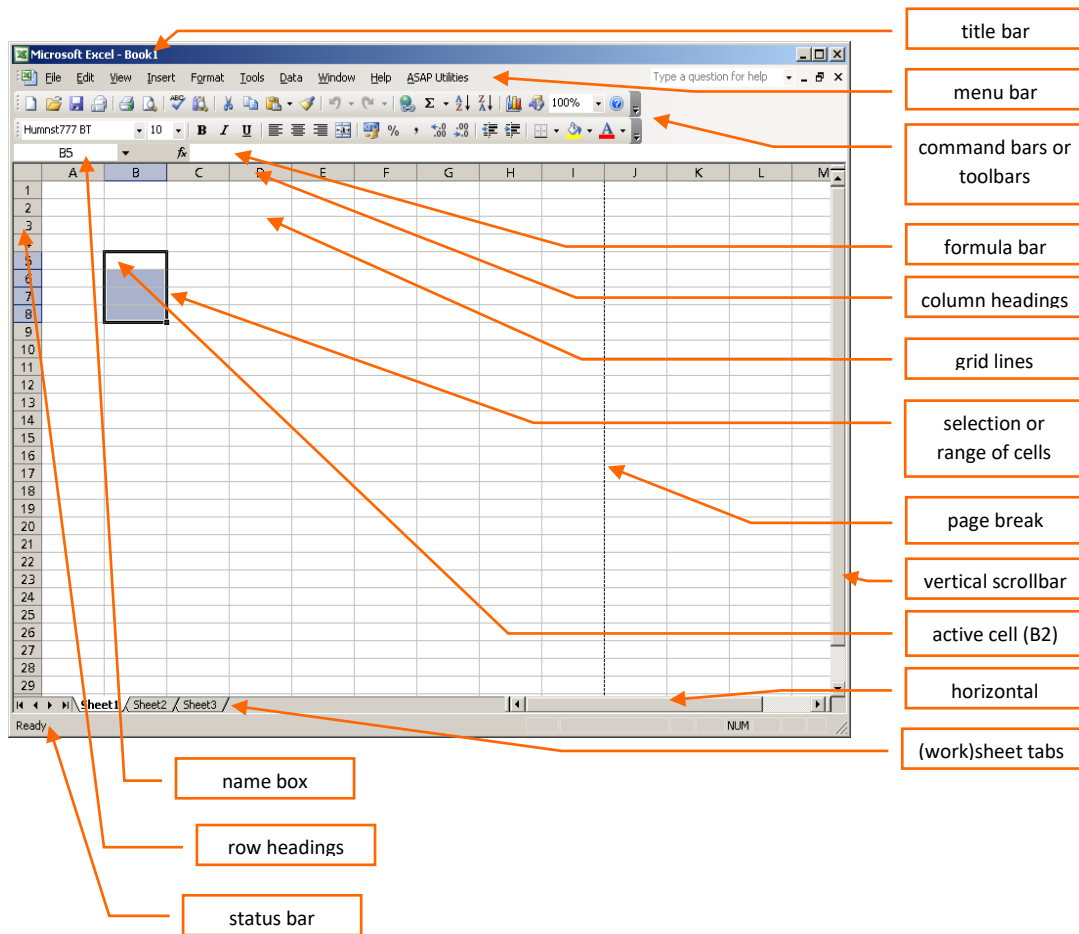 title bar
Microsoft Excel - Book1
File Edit View Insert Format Tools Data Window Help ASAP Utilities Type a question for help
menu bar
100%
Humnst777 BT 10 B I U % , .00 .00
command bars or
toolbars
B5 fx
A B C D E F G H I J K L M
1
2
3
4
5
6
7
8
9
10
11
12
13
14
15
16
17
18
19
20
21
22
23
24
25
26
27
28
29
formula bar
column headings
grid lines
selection or
range of cells
page break
vertical scrollbar
active cell (B2)
horizontal
Sheet1 Sheet2 Sheet3
Ready NUM
(work)sheet tabs
name box
row headings
status bar